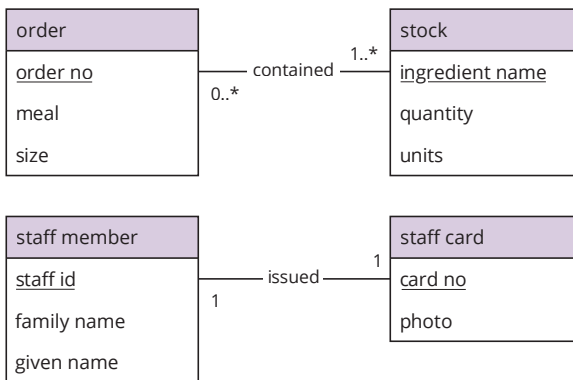 order
order no
meal
size
contained
0..*
1..*
stock
ingredient name
quantity
units
staff member
staff id
family name
given name
issued
1
1
staff card
card no
photo